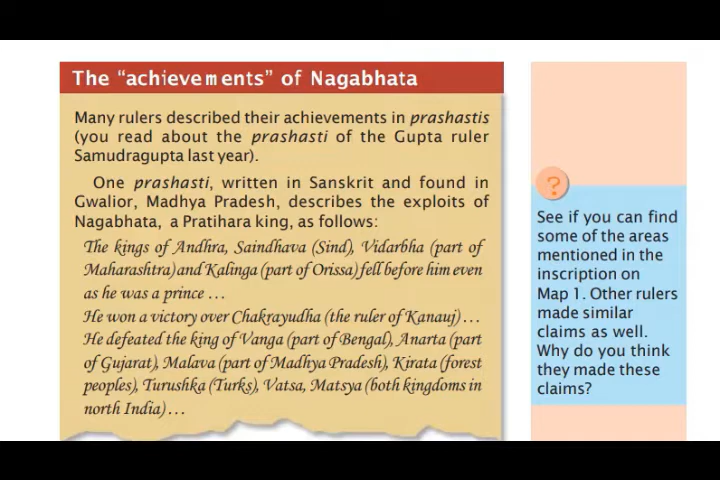 The "achievements" of Nagabhata
Many rulers described their achievements in prashastis
(you read about the prashasti of the Gupta ruler
Samudragupta last year).
One prashasti, written in Sanskrit and found in
Gwalior, Madhya Pradesh, describes the exploits of
Nagabhata, a Pratihara king, as follows:
The kings of Andhra, Saindhava (Sind), Vidarbha (part of
Maharashtra) and Kalinga (part of Orissa) fell before him even
as he was a prince …
He won a victory over Chakrayudha (the ruler of Kanauj) …
He defeated the king of Vanga (part of Bengal), Anarta (part
of Gujarat), Malava (part of Madhya Pradesh), Kirata (forest
peoples), Turushka (Turks), Vatsa, Matsya (both kingdoms in
north India) …
?
See if you can find
some of the areas
mentioned in the
inscription on
Map 1. Other rulers
made similar
claims as well.
Why do you think
they made these
claims?